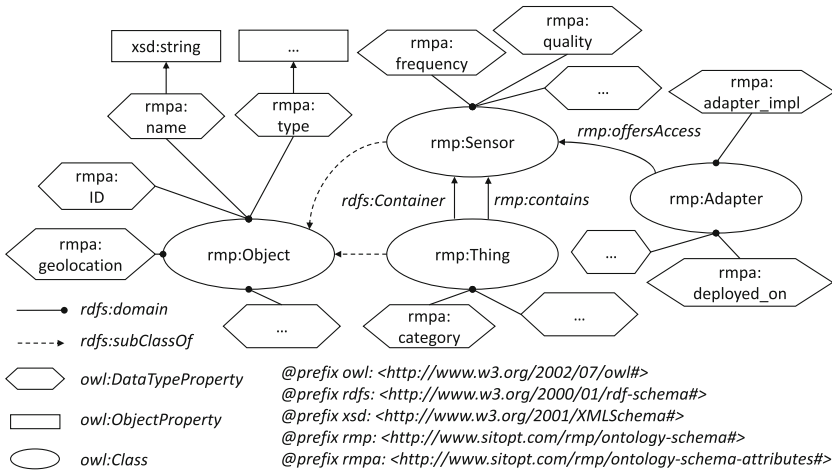 xsd:string
...
rmpa:
frequency
rmpa:
quality
...
rmpa:
adapter_impl
rmpa:
name
rmpa:
type
rmp:Sensor
rmp:offersAccess
rmpa:
ID
rdfs:Container
rmp:contains
rmp:Adapter
rmpa:
geolocation
rmp:Object
rmp:Thing
...
rmpa:
deployed_on
...
rmpa:
category
...
rdfs:domain
rdfs:subClassOf
owl:DataTypeProperty
owl:ObjectProperty
owl:Class
@prefix owl: <http://www.w3.org/2002/07/owl#>
@prefix rdfs: <http://www.w3.org/2000/01/rdf-schema#>
@prefix xsd: <http://www.w3.org/2001/XMLSchema#>
@prefix rmp: <http://www.sitopt.com/rmp/ontology-schema#>
@prefix rmpa: <http://www.sitopt.com/rmp/ontology-schema-attributes#>